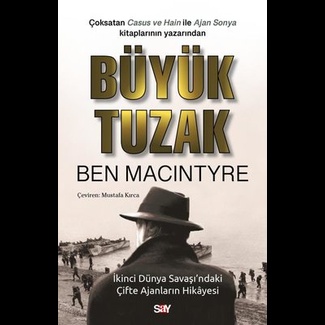 Çoksatan Casus ve Hain ile Ajan Sonya
kitaplarının yazarından
BÜYÜK
TUZAK
BEN MACINTYRE
Çeviren: Mustafa Kırca
İkinci Dünya Savaşı'ndaki
Çifte Ajanların Hikâyesi
say